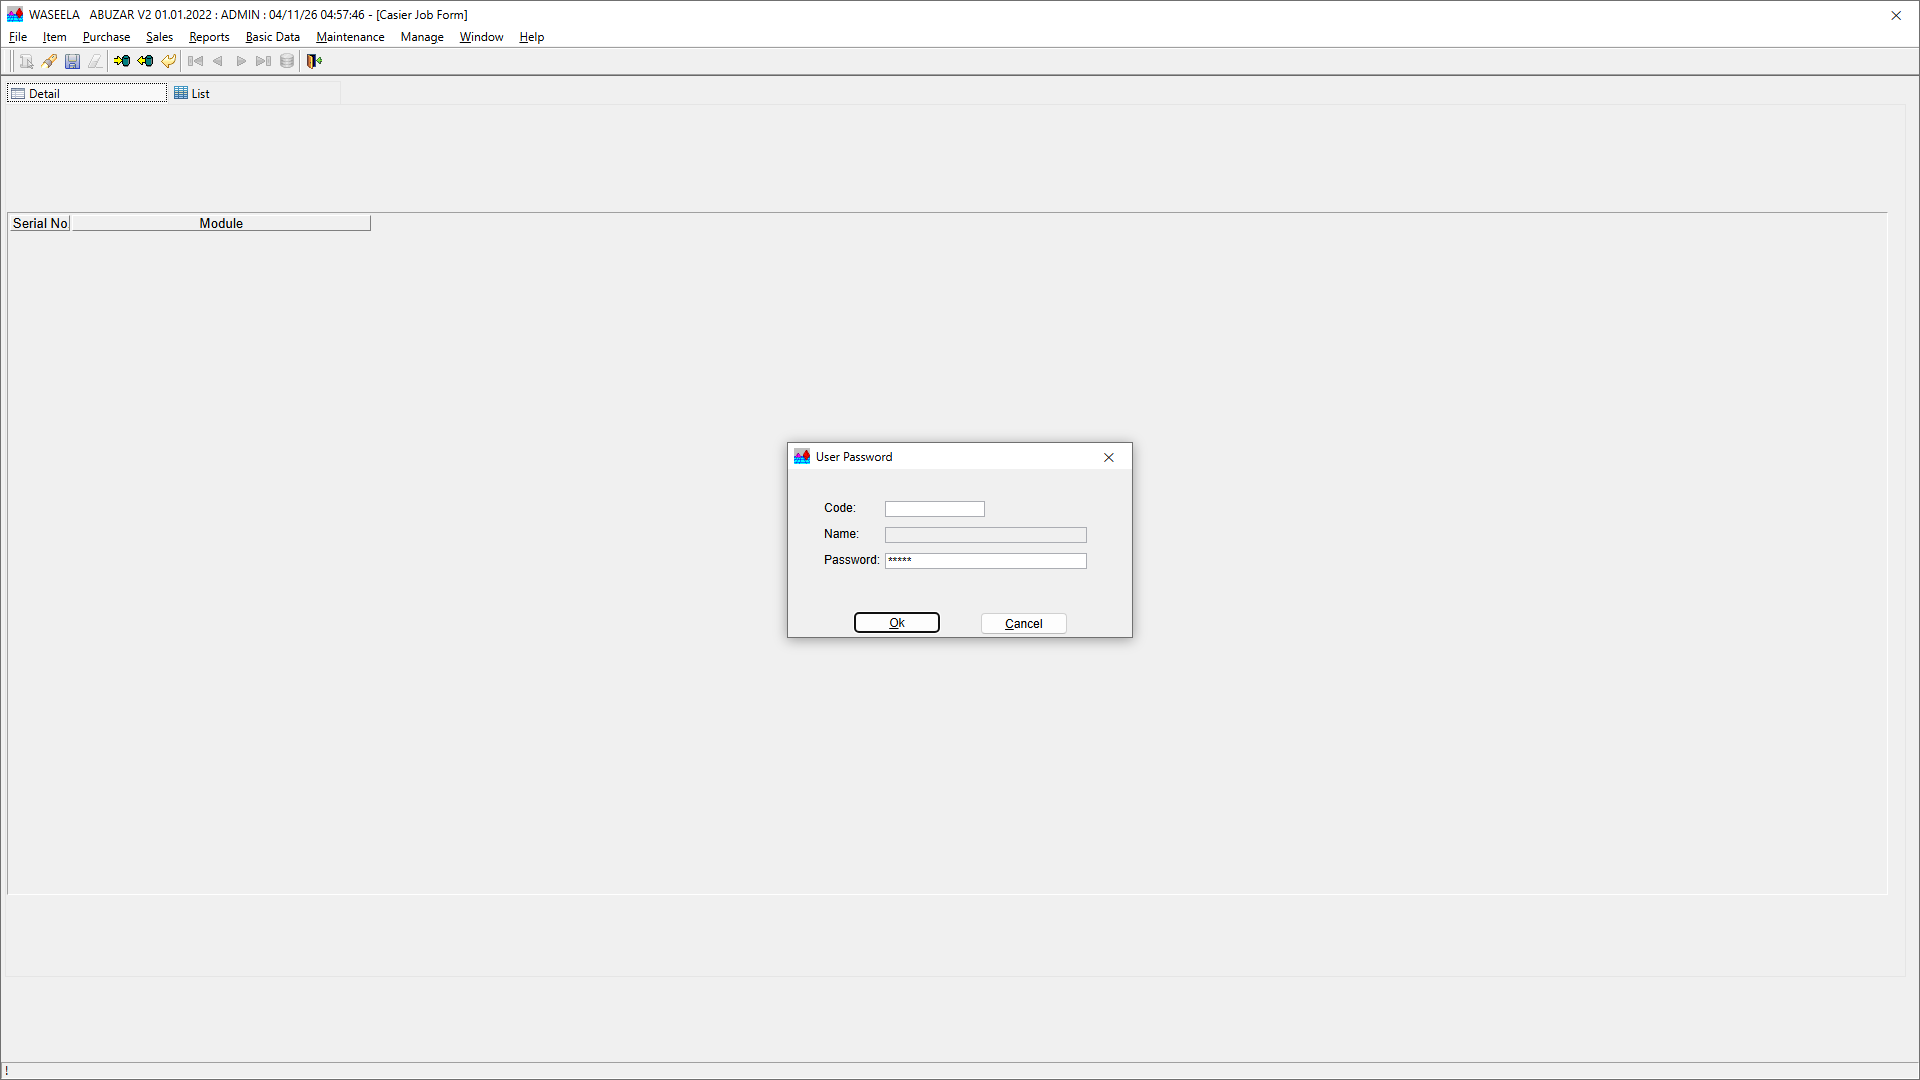 WASEELA   ABUZAR V2 01.01.2022 : ADMIN : 04/11/26 04:57:46 - [Casier Job Form]
File Item Purchase Sales Reports Basic Data Maintenance Manage Window Help
Detail List
Serial No Module
User Password
Code:
Name:
Password: *****
Ok Cancel
!